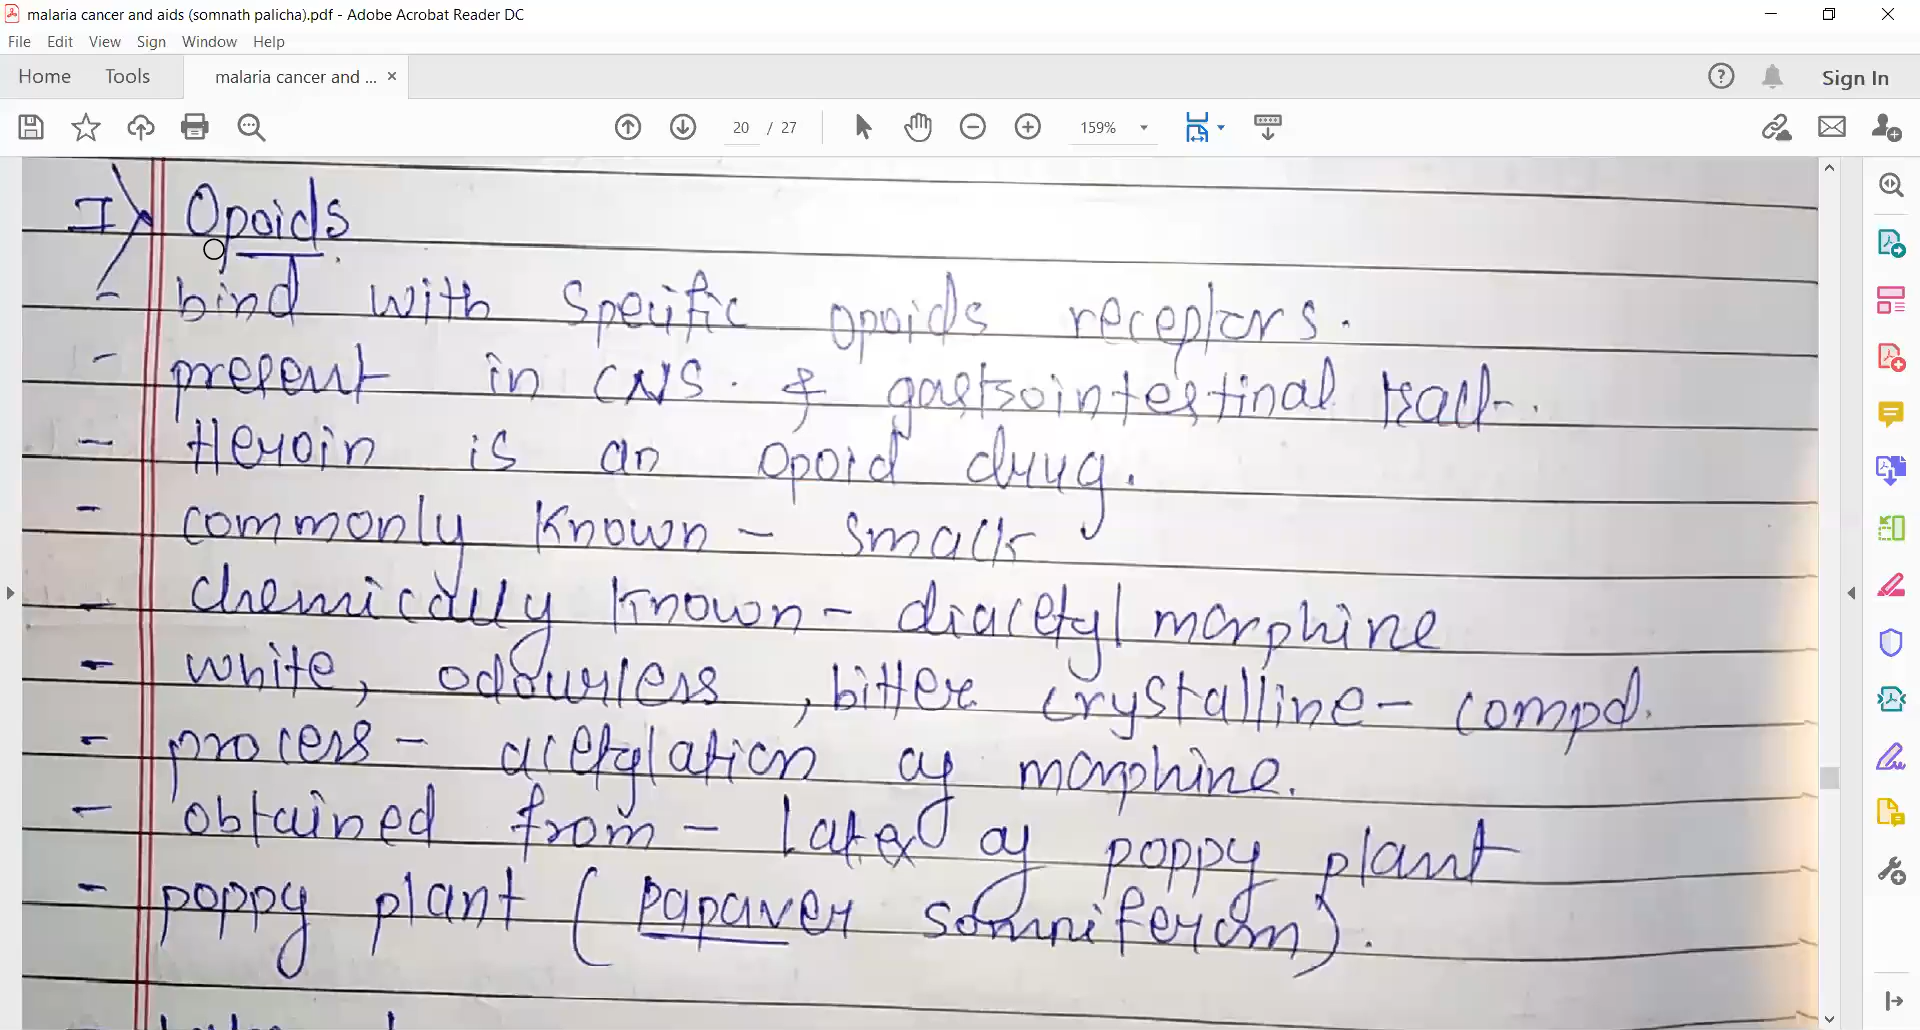 malaria cancer and aids (somnath palicha).pdf - Adobe Acrobat Reader DC
File Edit View Sign Window Help
Home Tools malaria cancer and ... × Sign In
20 / 27 159%
I) Opoids
- bind with specific opoids receptors.
- present in CNS. & gastrointestinal tract.
- Heroin is an opoid drug.
- commonly known - smack
- chemically known - diacetyl morphine
- white, odourless, bitter crystalline - compd.
- process - acetylation of morphine.
- obtained from - Latex of poppy plant
- poppy plant (papaver somniferam).